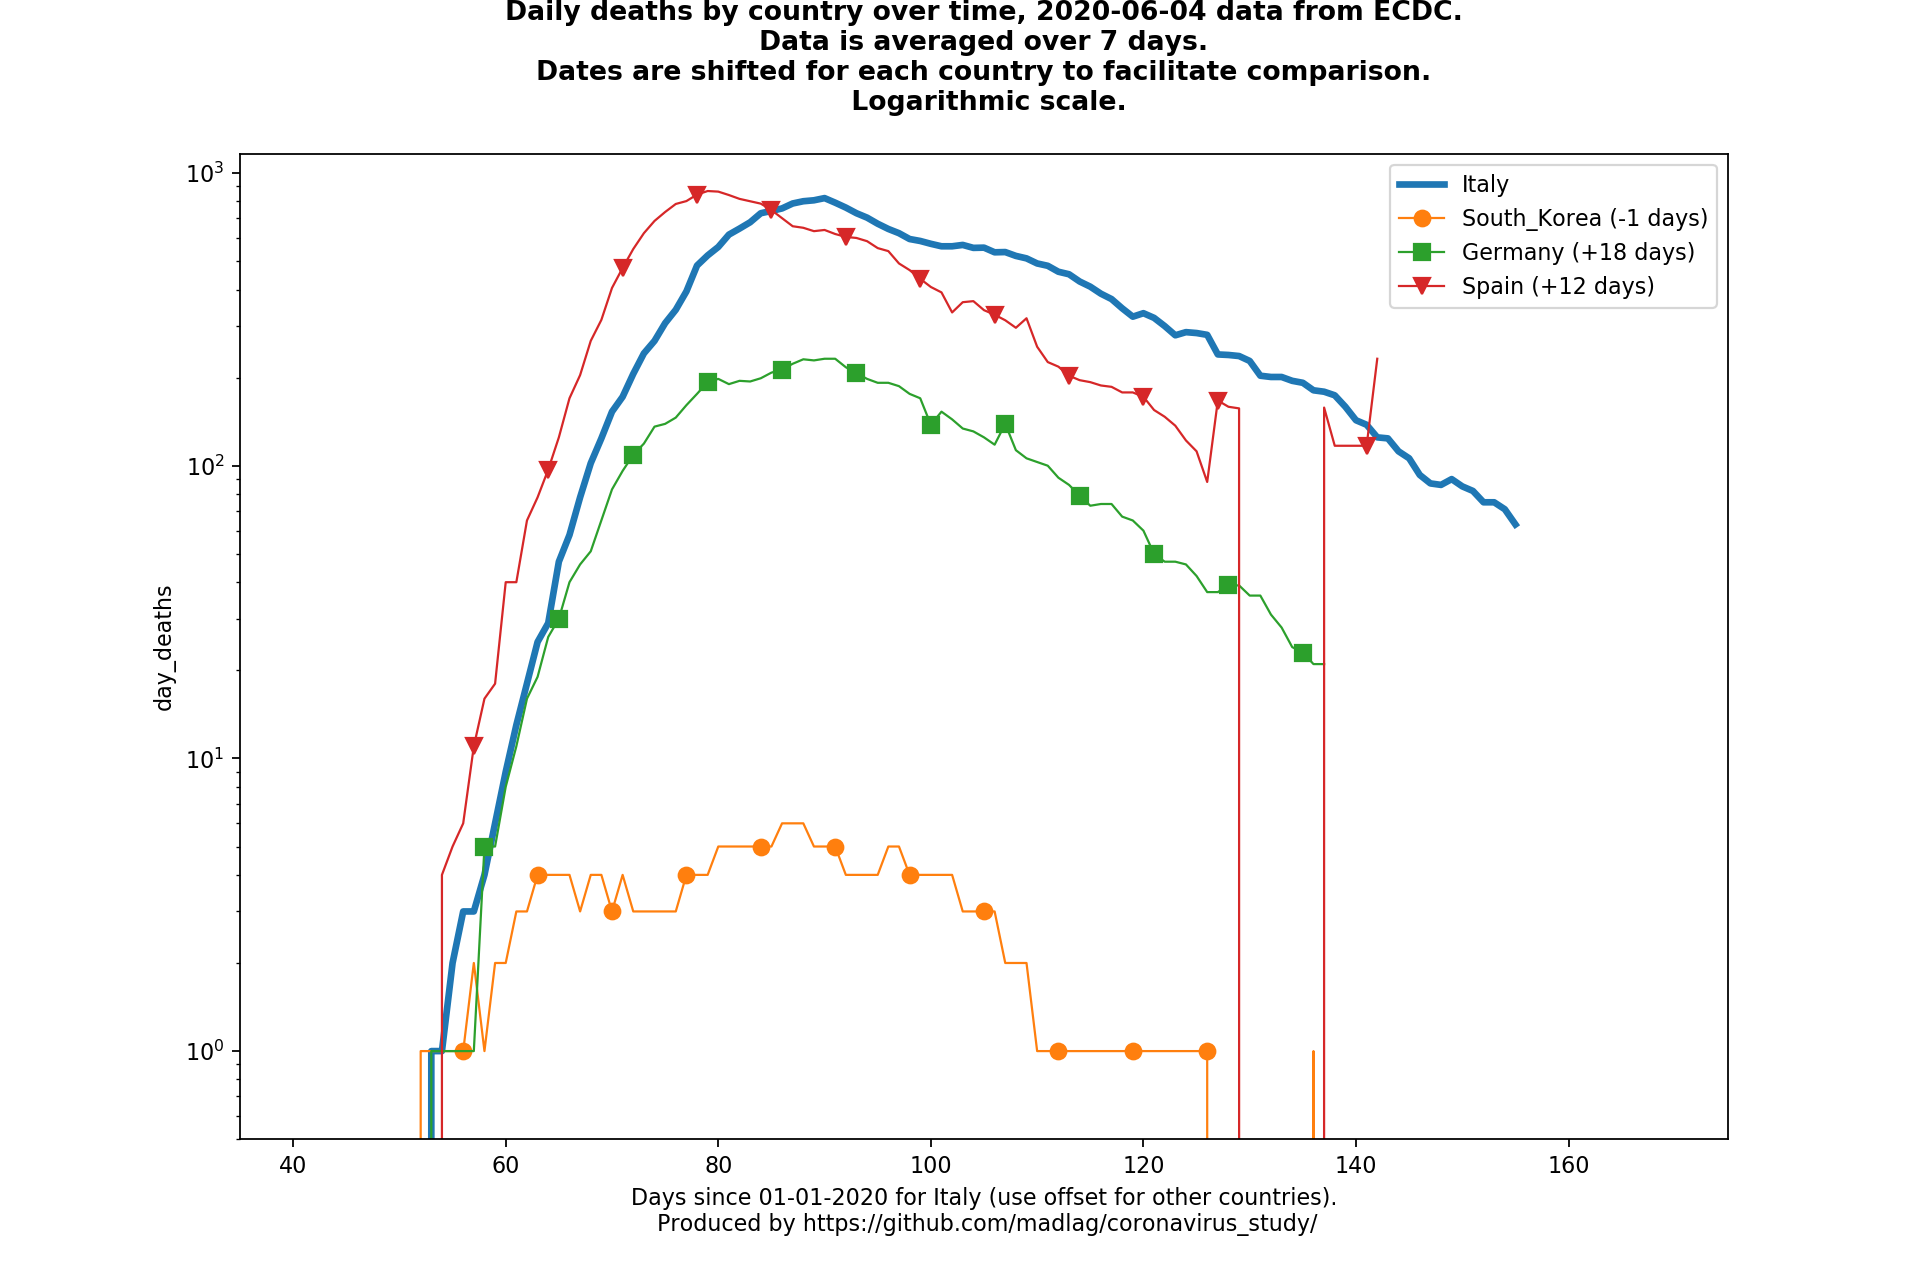 Daily deaths by country over time, 2020-06-04 data from ECDC.
Data is averaged over 7 days.
Dates are shifted for each country to facilitate comparison.
Logarithmic scale.
10³
10²
10¹
10⁰
day_deaths
Italy
South_Korea (-1 days)
Germany (+18 days)
Spain (+12 days)
40 60 80 100 120 140 160
Days since 01-01-2020 for Italy (use offset for other countries).
Produced by https://github.com/madlag/coronavirus_study/